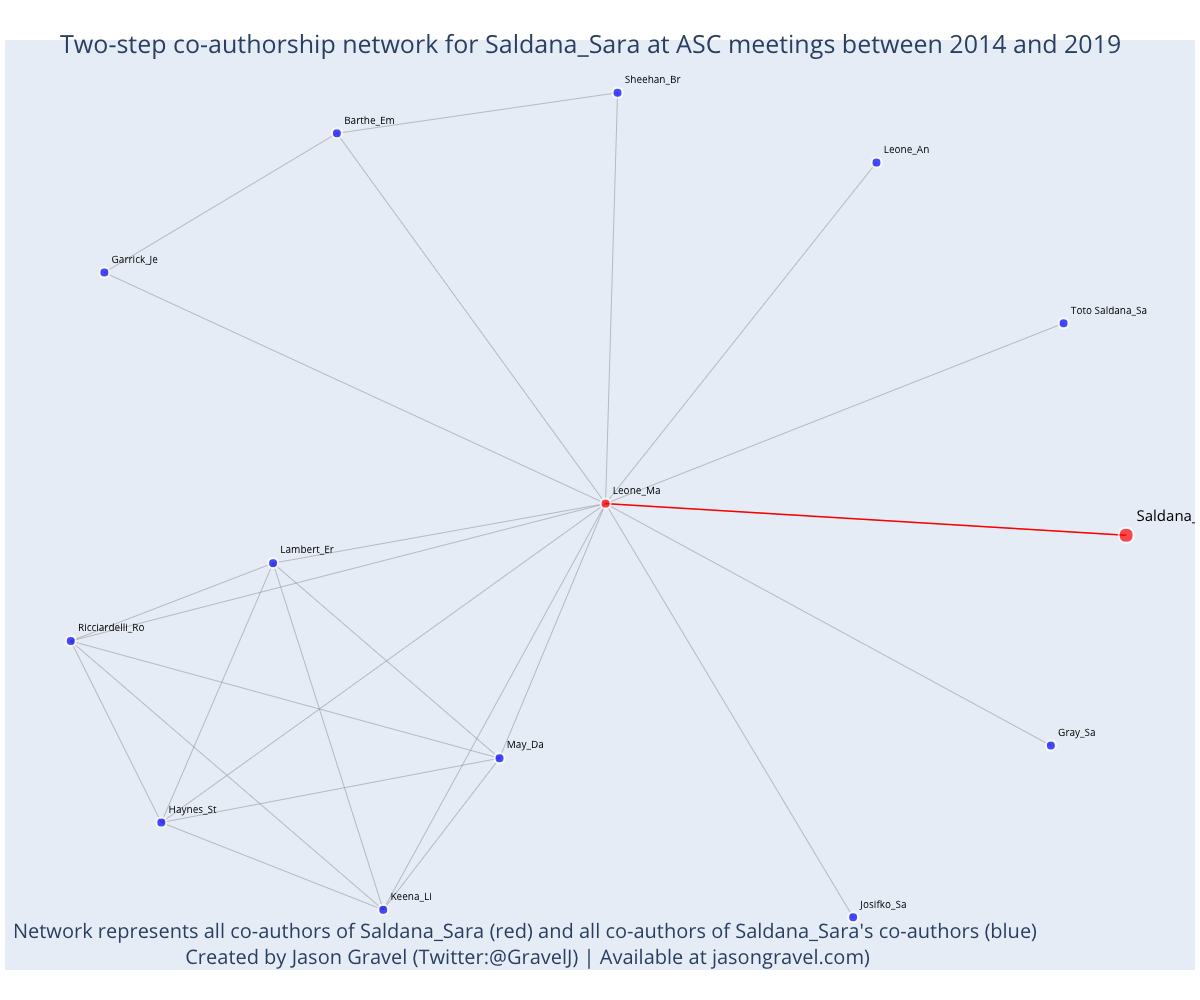 Two-step co-authorship network for Saldana_Sara at ASC meetings between 2014 and 2019
Sheehan_Br
Barthe_Em
Leone_An
Garrick_Je
Toto Saldana_Sa
Leone_Ma
Saldana_
Lambert_Er
Ricciardelli_Ro
Gray_Sa
May_Da
Haynes_St
Keena_Li
Josifko_Sa
Network represents all co-authors of Saldana_Sara (red) and all co-authors of Saldana_Sara's co-authors (blue)
Created by Jason Gravel (Twitter:@GravelJ) | Available at jasongravel.com)